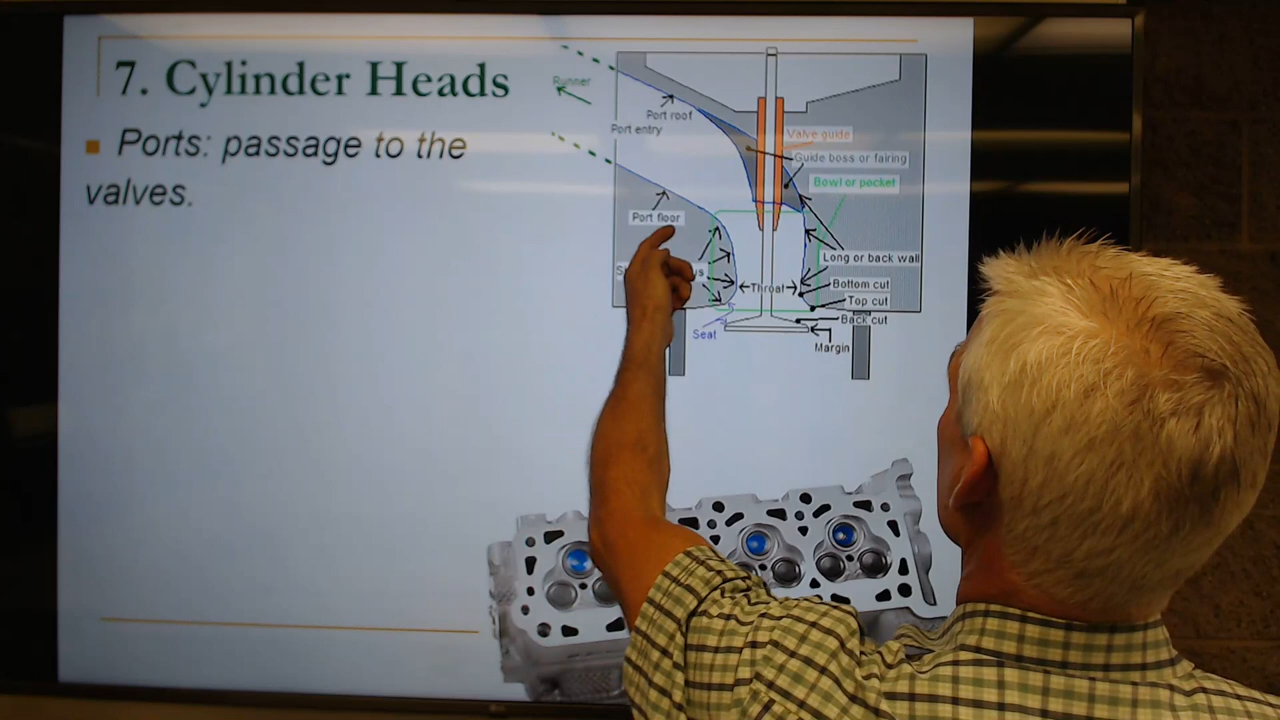 7. Cylinder Heads
Ports: passage to the
valves.
Runner
Port roof
Port entry
Valve guide
Guide boss or fairing
Bowl or pocket
Port floor
Long or back wall
Throat
Bottom cut
Top cut
Back cut
Seat
Margin